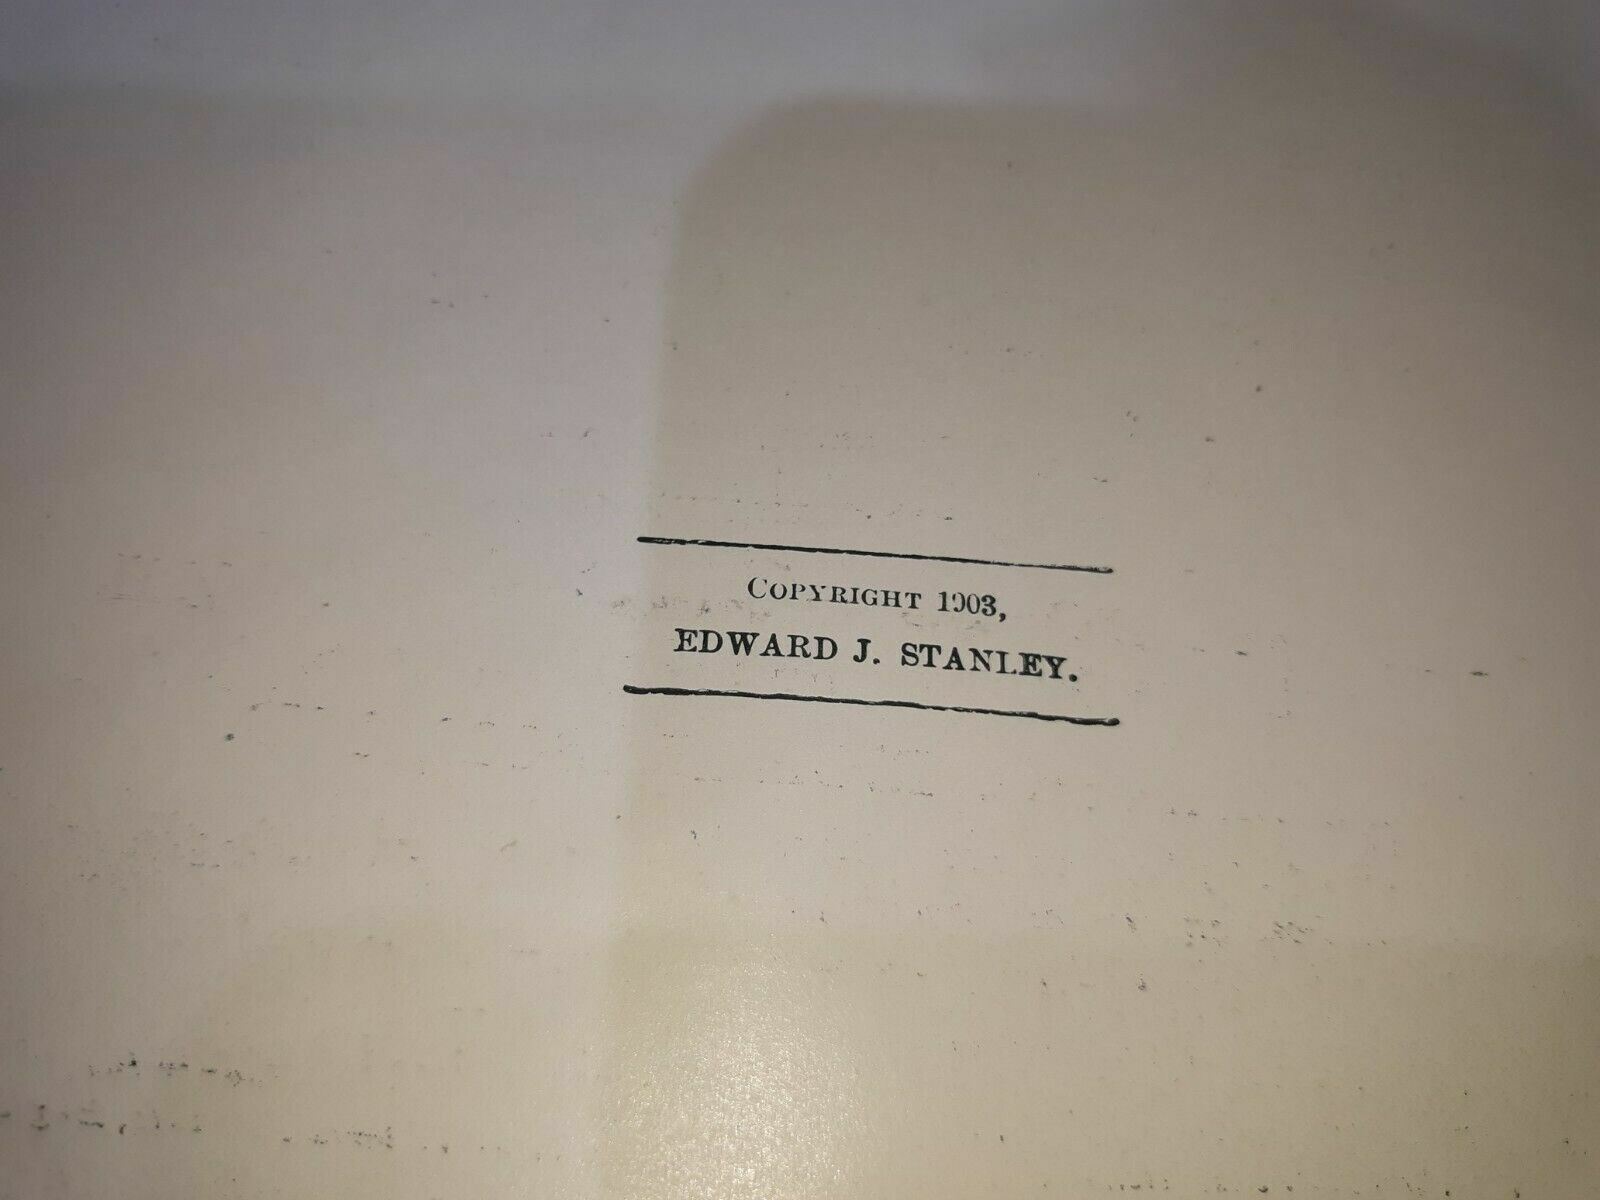 COPYRIGHT 1903,
EDWARD J. STANLEY.